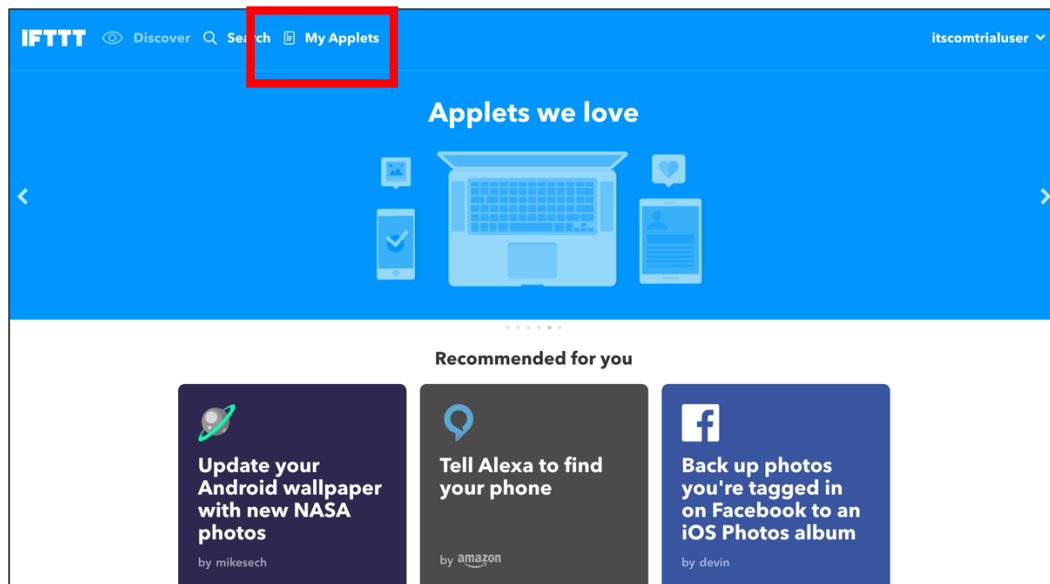 IFTTT Discover Search My Applets itscomtrialuser
Applets we love
Recommended for you
Update your
Android wallpaper
with new NASA
photos
by mikesech
Tell Alexa to find
your phone
by amazon
Back up photos
you're tagged in
on Facebook to an
iOS Photos album
by devin